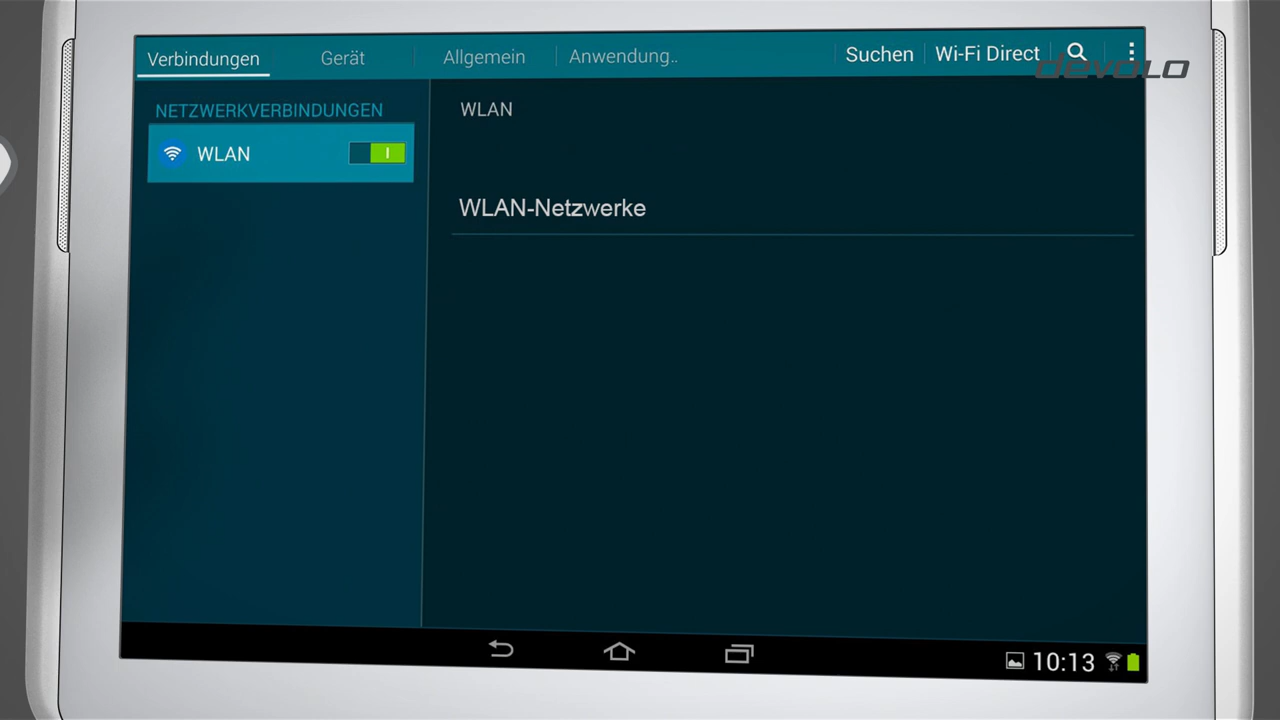 Verbindungen
Gerät
Allgemein
Anwendung..
Suchen
Wi-Fi Direct
devolo
NETZWERKVERBINDUNGEN
WLAN
WLAN
WLAN-Netzwerke
10:13